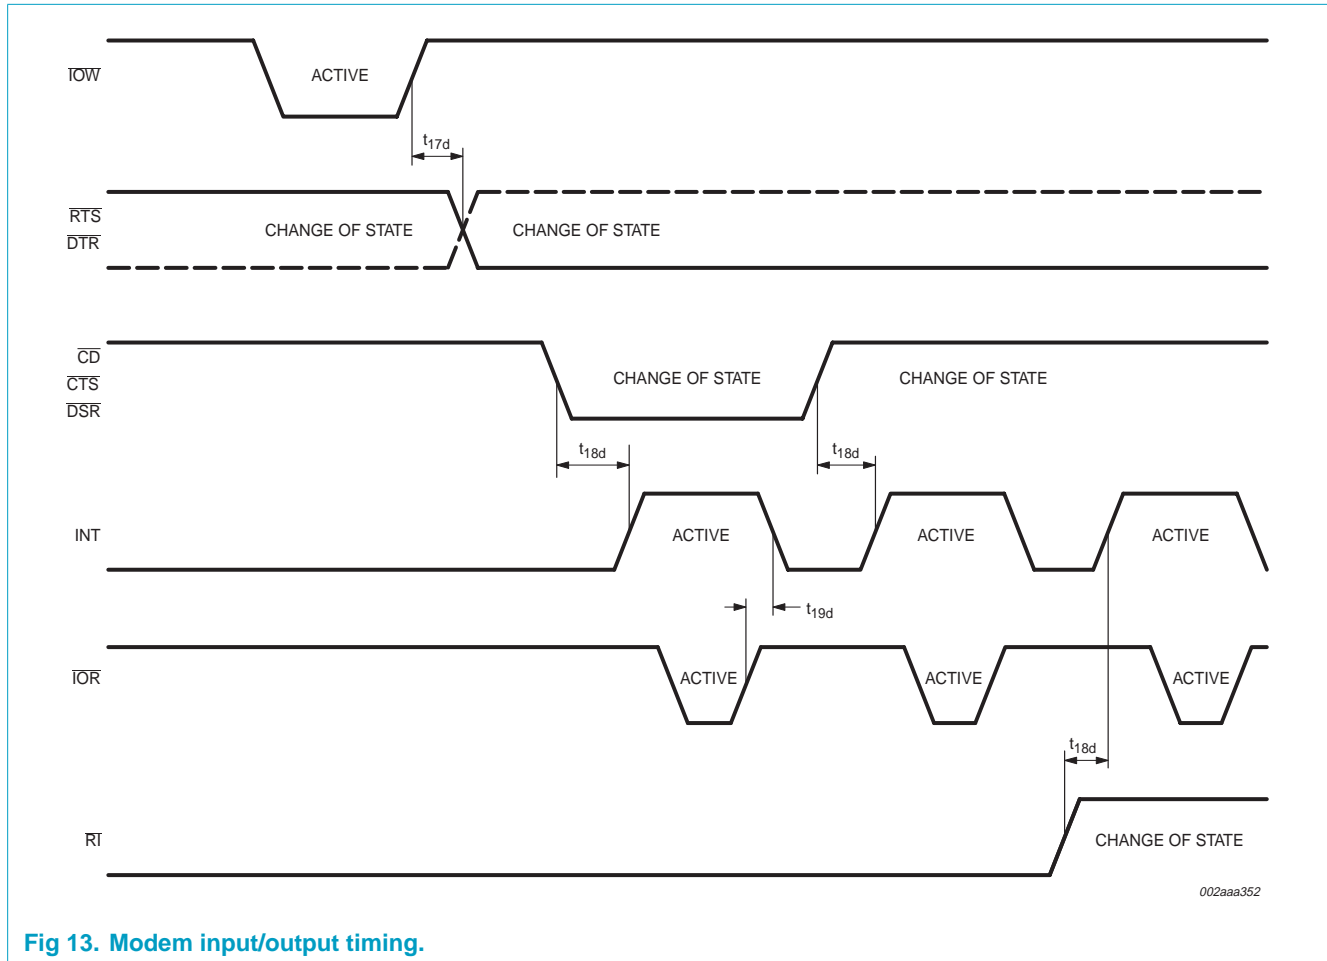 IOW
ACTIVE
t17d
RTS
DTR
CHANGE OF STATE CHANGE OF STATE
CD
CTS
DSR
CHANGE OF STATE CHANGE OF STATE
t18d t18d
INT
ACTIVE ACTIVE ACTIVE
t19d
IOR
ACTIVE ACTIVE ACTIVE
t18d
RI
CHANGE OF STATE
002aaa352
Fig 13. Modem input/output timing.